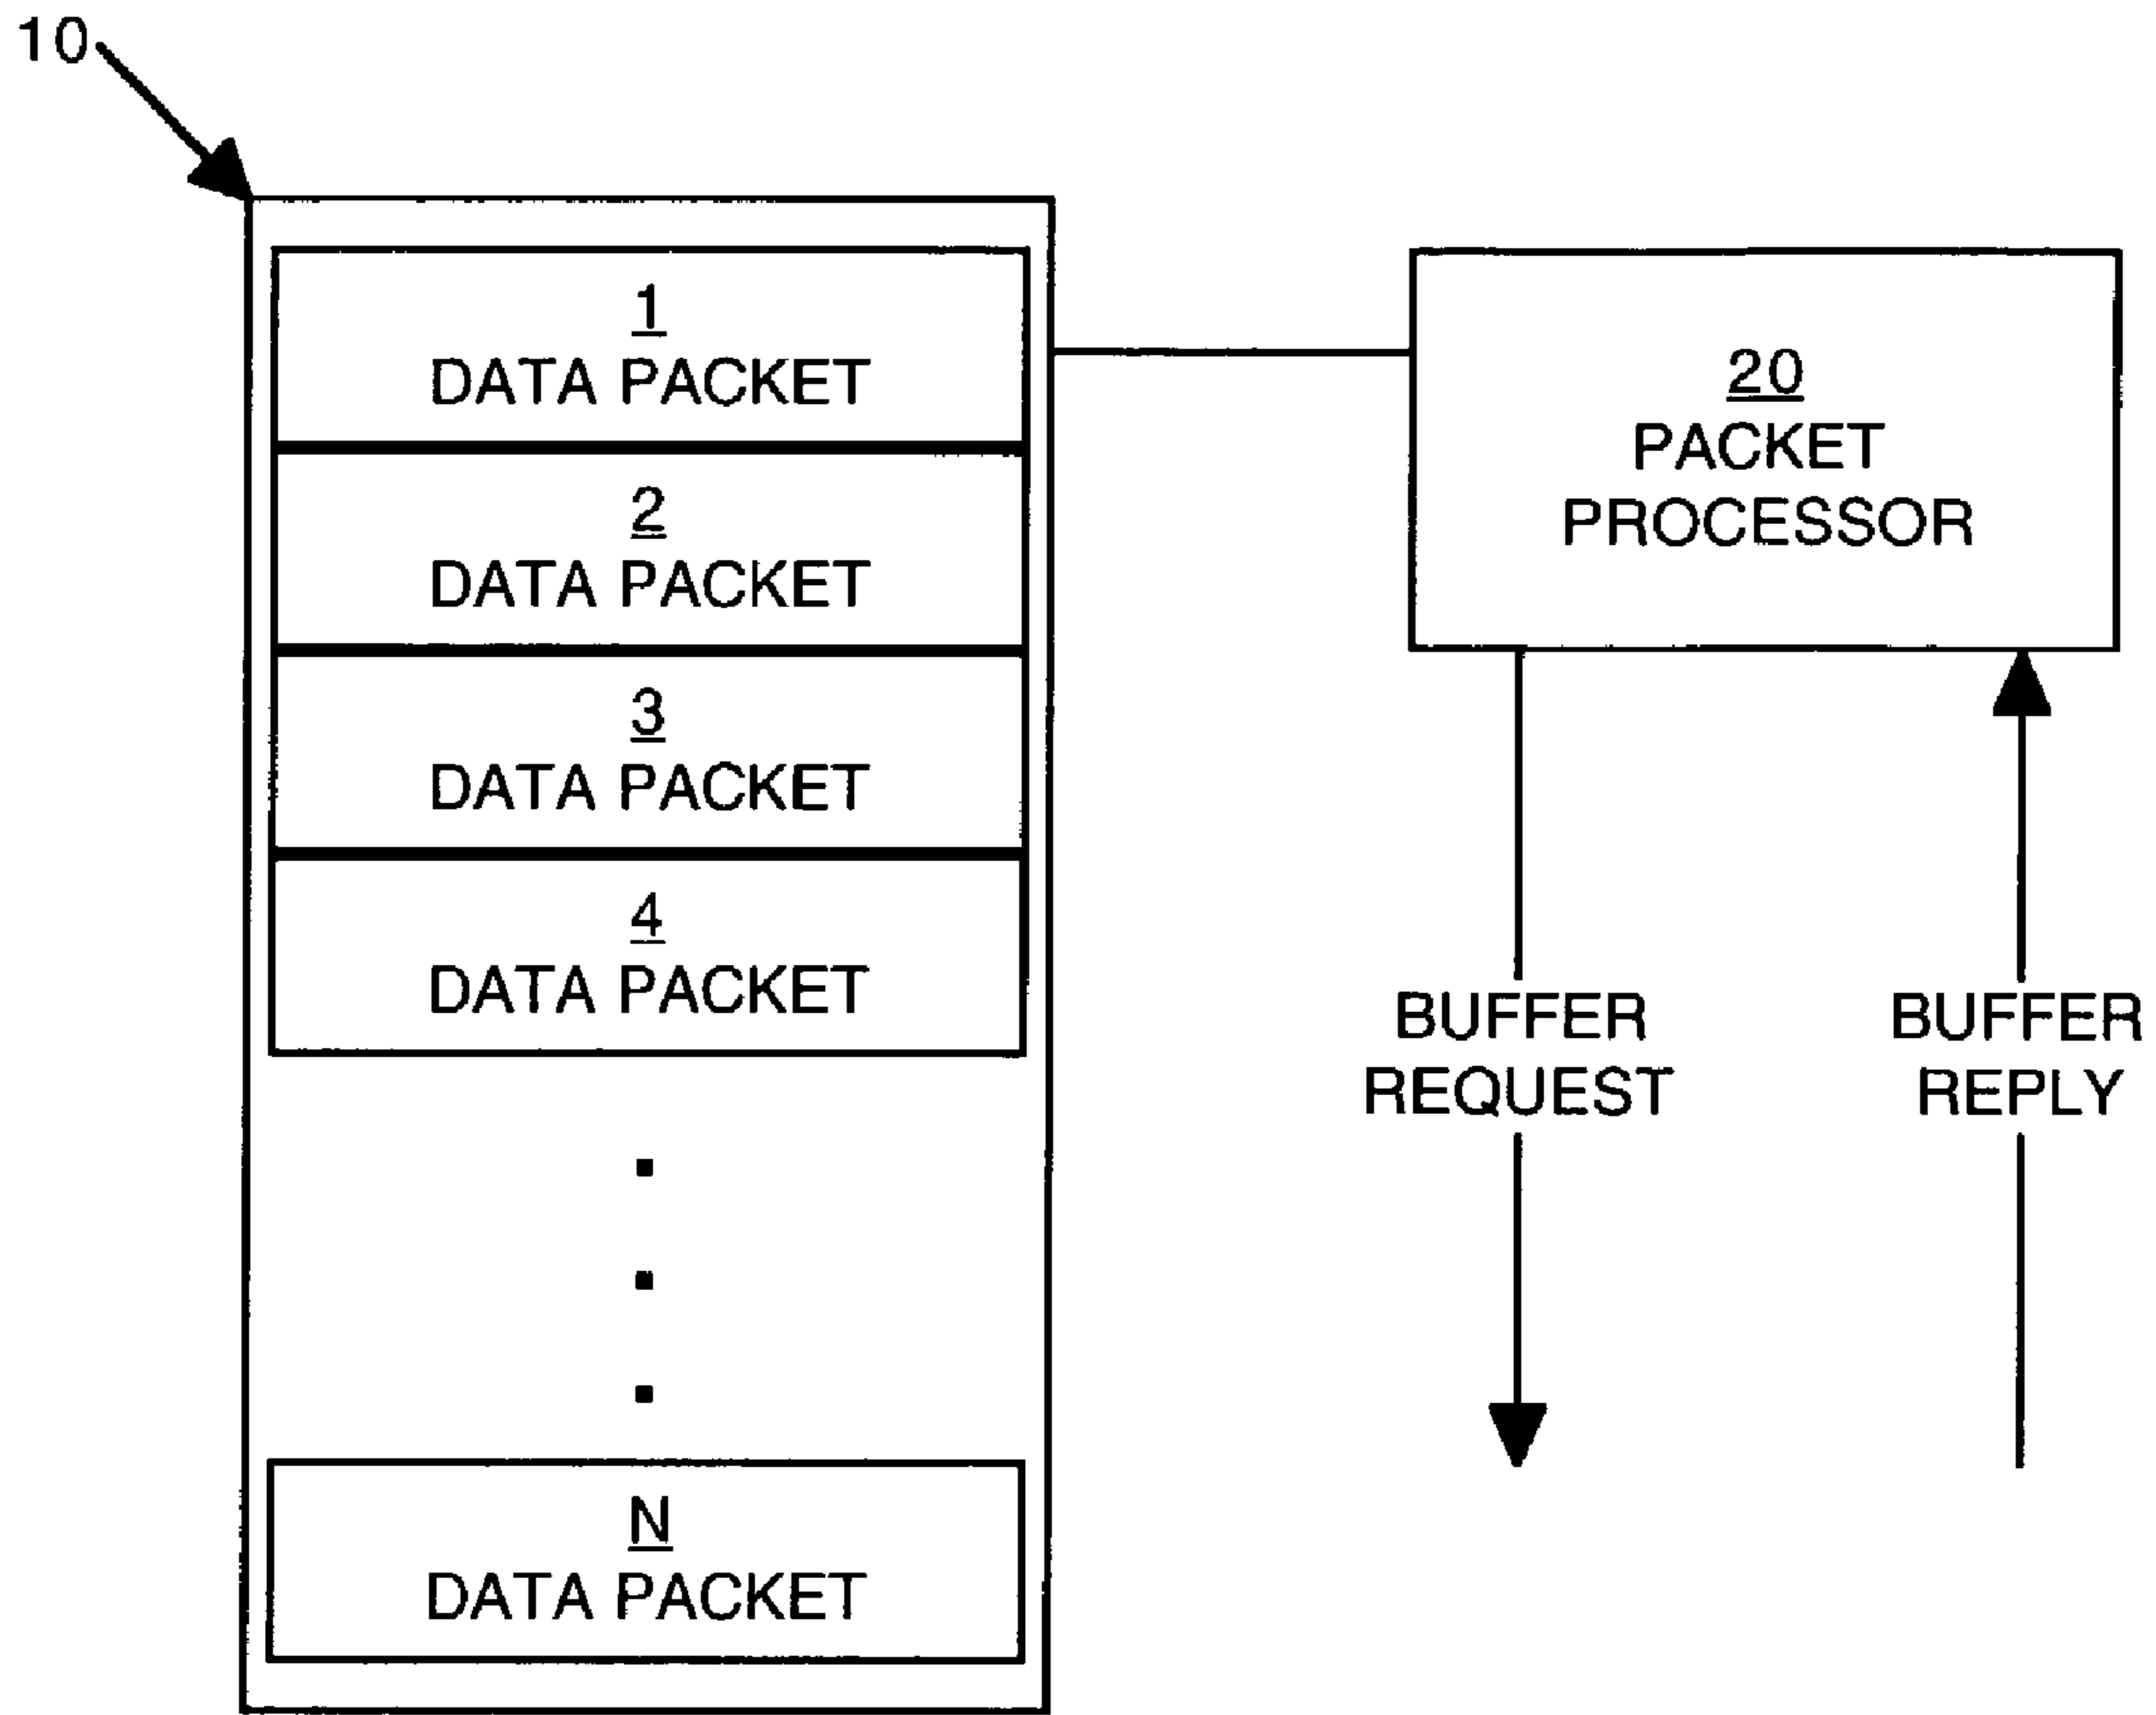 10
1
DATA PACKET
2
DATA PACKET
3
DATA PACKET
4
DATA PACKET
N
DATA PACKET
20
PACKET
PROCESSOR
BUFFER
REQUEST
BUFFER
REPLY